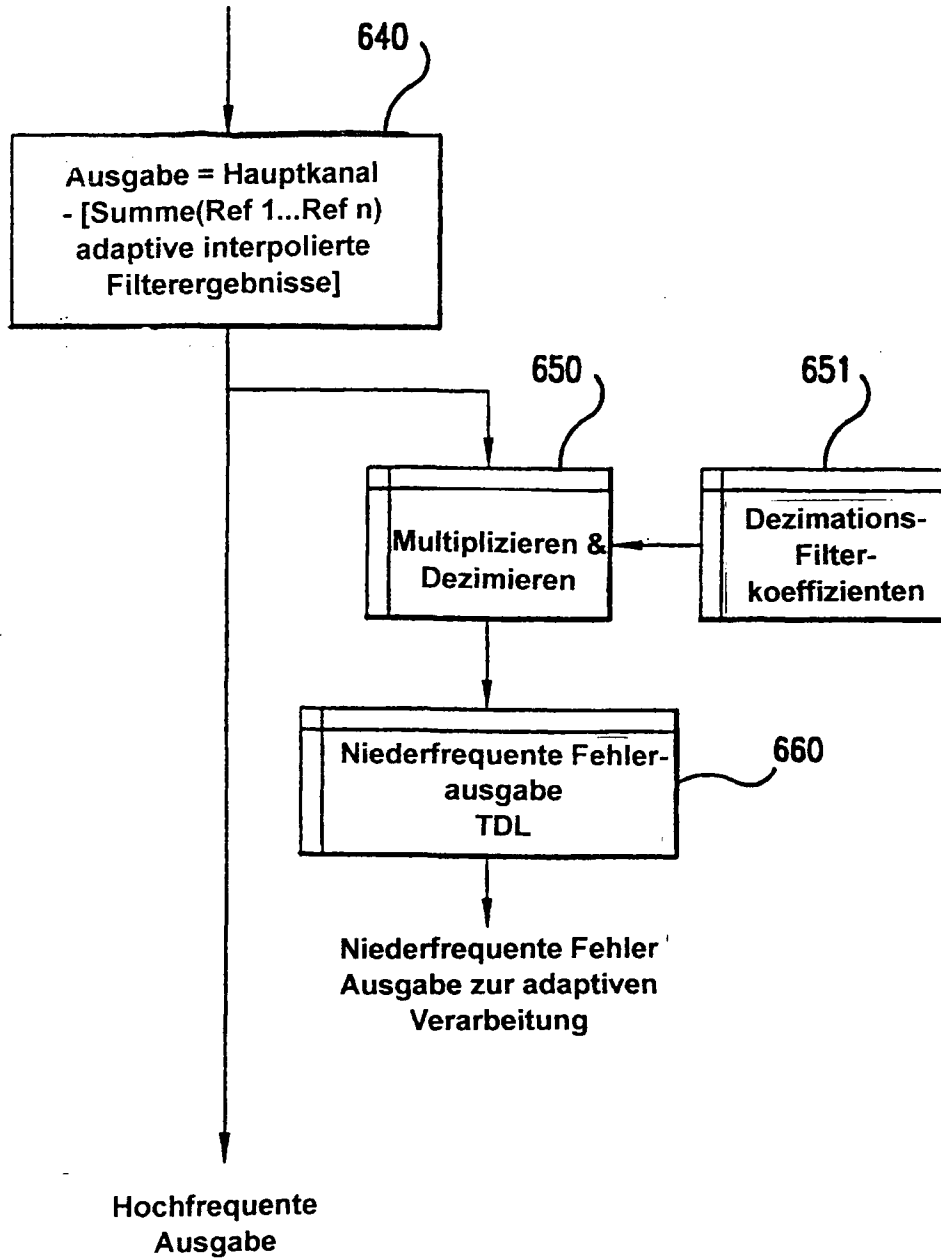 640
Ausgabe = Hauptkanal
- [Summe(Ref 1...Ref n)
adaptive interpolierte
Filterergebnisse]
650
651
Multiplizieren &
Dezimieren
Dezimations-
Filter-
koeffizienten
Niederfrequente Fehler-
ausgabe
TDL
660
Niederfrequente Fehler
Ausgabe zur adaptiven
Verarbeitung
Hochfrequente
Ausgabe